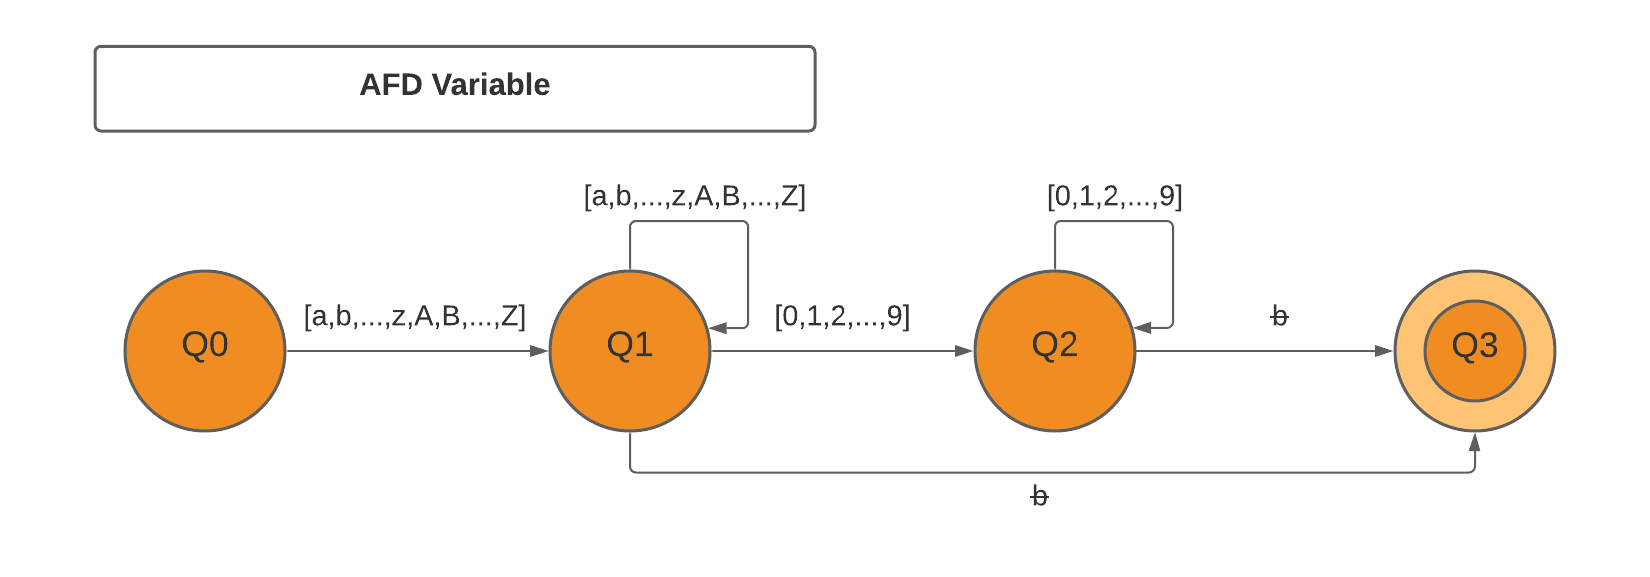 AFD Variable
[a,b,...,z,A,B,...,Z]
[0,1,2,...,9]
[a,b,...,z,A,B,...,Z]
[0,1,2,...,9]
b̶
Q0
Q1
Q2
Q3
b̶